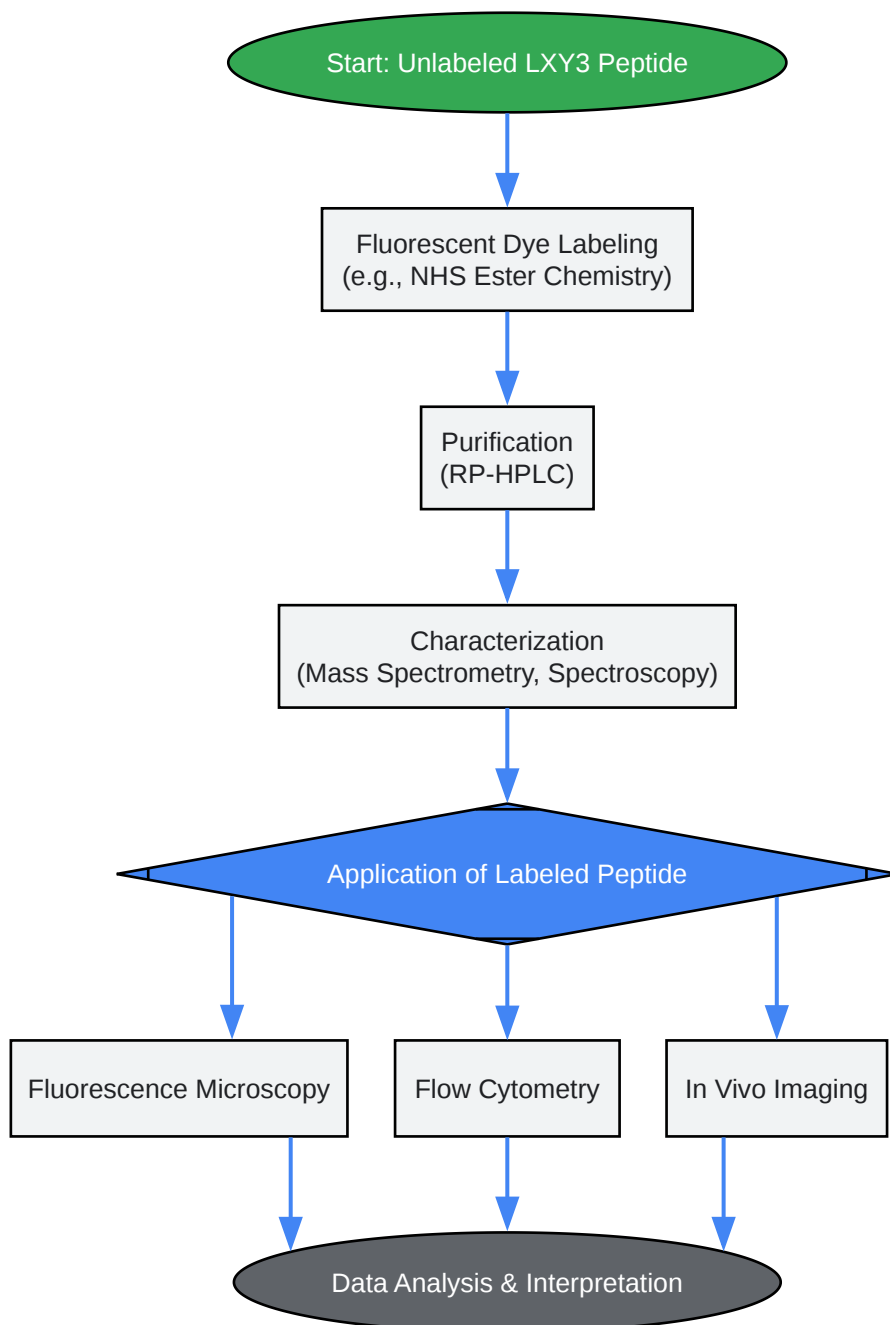 Start: Unlabeled LXY3 Peptide
Fluorescent Dye Labeling
(e.g., NHS Ester Chemistry)
Purification
(RP-HPLC)
Characterization
(Mass Spectrometry, Spectroscopy)
Application of Labeled Peptide
Fluorescence Microscopy
Flow Cytometry
In Vivo Imaging
Data Analysis & Interpretation